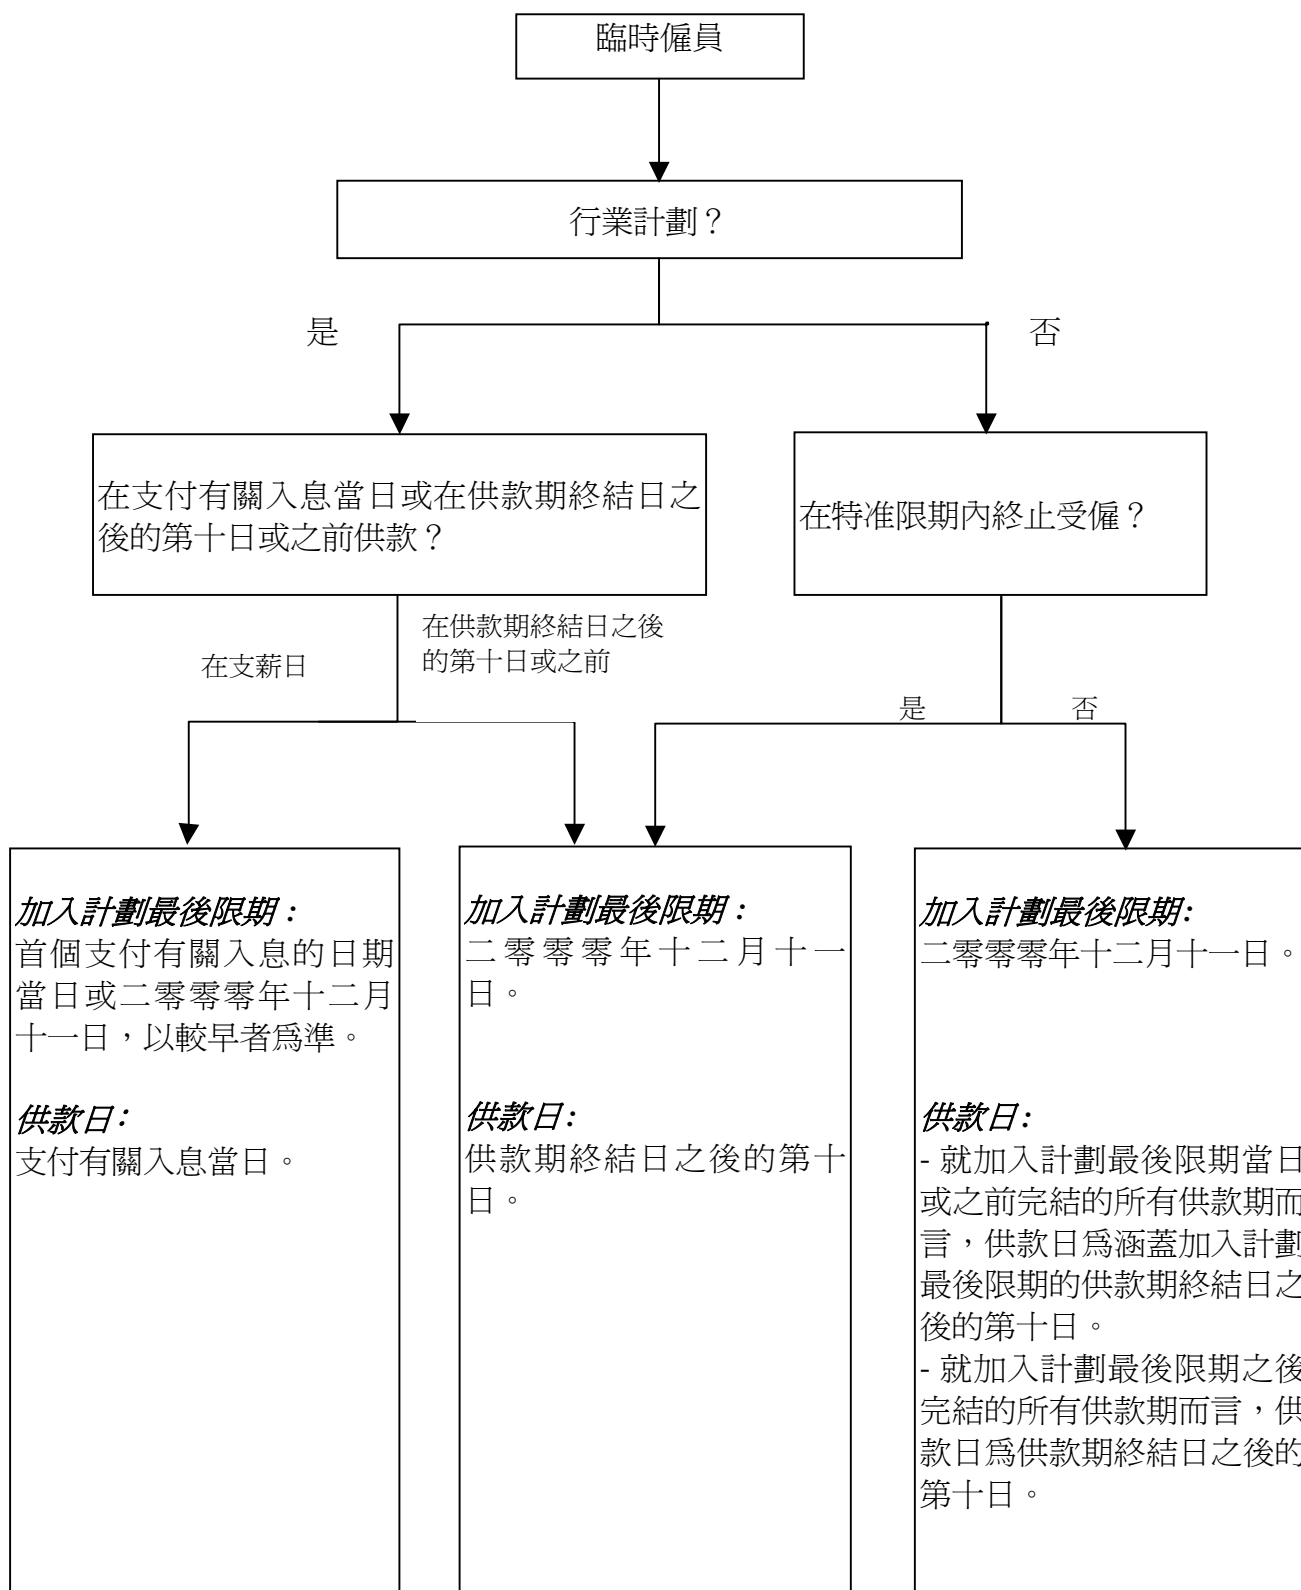 臨時僱員
行業計劃？
是
否
在支付有關入息當日或在供款期終結日之
後的第十日或之前供款？
在特准限期內終止受僱？
在支薪日
在供款期終結日之後
的第十日或之前
是
否
加入計劃最後限期：
首個支付有關入息的日期
當日或二零零零年十二月
十一日，以較早者爲準。
供款日：
支付有關入息當日。
加入計劃最後限期：
二零零零年十二月十一
日。
供款日：
供款期終結日之後的第十
日。
加入計劃最後限期：
二零零零年十二月十一日。
供款日：
- 就加入計劃最後限期當日
或之前完結的所有供款期而
言，供款日爲涵蓋加入計劃
最後限期的供款期終結日之
後的第十日。
- 就加入計劃最後限期之後
完結的所有供款期而言，供
款日爲供款期終結日之後的
第十日。